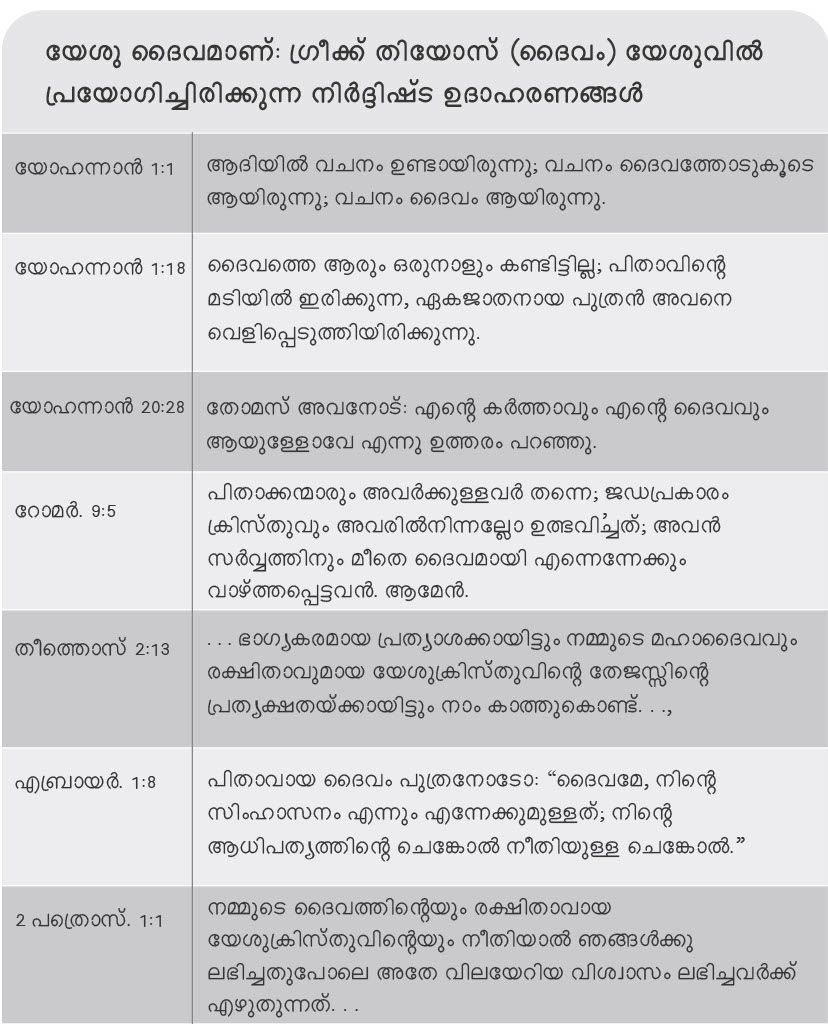 യേശു ദൈവമാണ്: ഗ്രീക്ക് തിയോസ് (ദൈവം) യേശുവിൽ
പ്രയോഗിച്ചിരിക്കുന്ന നിർദ്ദിഷ്ട ഉദാഹരണങ്ങൾ
യോഹന്നാൻ 1:1
ആദിയിൽ വചനം ഉണ്ടായിരുന്നു; വചനം ദൈവത്തോടുകൂടെ
ആയിരുന്നു; വചനം ദൈവം ആയിരുന്നു.
യോഹന്നാൻ 1:18
ദൈവത്തെ ആരും ഒരുനാളും കണ്ടിട്ടില്ല; പിതാവിന്റെ
മടിയിൽ ഇരിക്കുന്ന, ഏകജാതനായ പുത്രൻ അവനെ
വെളിപ്പെടുത്തിയിരിക്കുന്നു.
യോഹന്നാൻ 20:28
തോമസ് അവനോട്: എന്റെ കർത്താവും എന്റെ ദൈവവും
ആയുള്ളോവേ എന്നു ഉത്തരം പറഞ്ഞു.
റോമർ. 9:5
പിതാക്കന്മാരും അവർക്കുള്ളവർ തന്നെ; ജഡപ്രകാരം
ക്രിസ്തുവും അവരിൽനിന്നല്ലോ ഉത്ഭവിച്ചത്; അവൻ
സർവ്വത്തിനും മീതെ ദൈവമായി എന്നെന്നേക്കും
വാഴ്ത്തപ്പെട്ടവൻ. ആമേൻ.
തീത്തൊസ് 2:13
. . . ഭാഗ്യകരമായ പ്രത്യാശക്കായിട്ടും നമ്മുടെ മഹാദൈവവും
രക്ഷിതാവുമായ യേശുക്രിസ്തുവിന്റെ തേജസ്സിന്റെ
പ്രത്യക്ഷതയ്ക്കായിട്ടും നാം കാത്തുകൊണ്ട്. . .,
എബ്രായർ. 1:8
പിതാവായ ദൈവം പുത്രനോടോ: “ദൈവമേ, നിന്റെ
സിംഹാസനം എന്നും എന്നേക്കുമുള്ളത്; നിന്റെ
ആധിപത്യത്തിന്റെ ചെങ്കോൽ നീതിയുള്ള ചെങ്കോൽ.”
2 പത്രൊസ്. 1:1
നമ്മുടെ ദൈവത്തിന്റെയും രക്ഷിതാവായ
യേശുക്രിസ്തുവിന്റെയും നീതിയാൽ ഞങ്ങൾക്കു
ലഭിച്ചതുപോലെ അതേ വിലയേറിയ വിശ്വാസം ലഭിച്ചവർക്ക്
എഴുതുന്നത്. . .